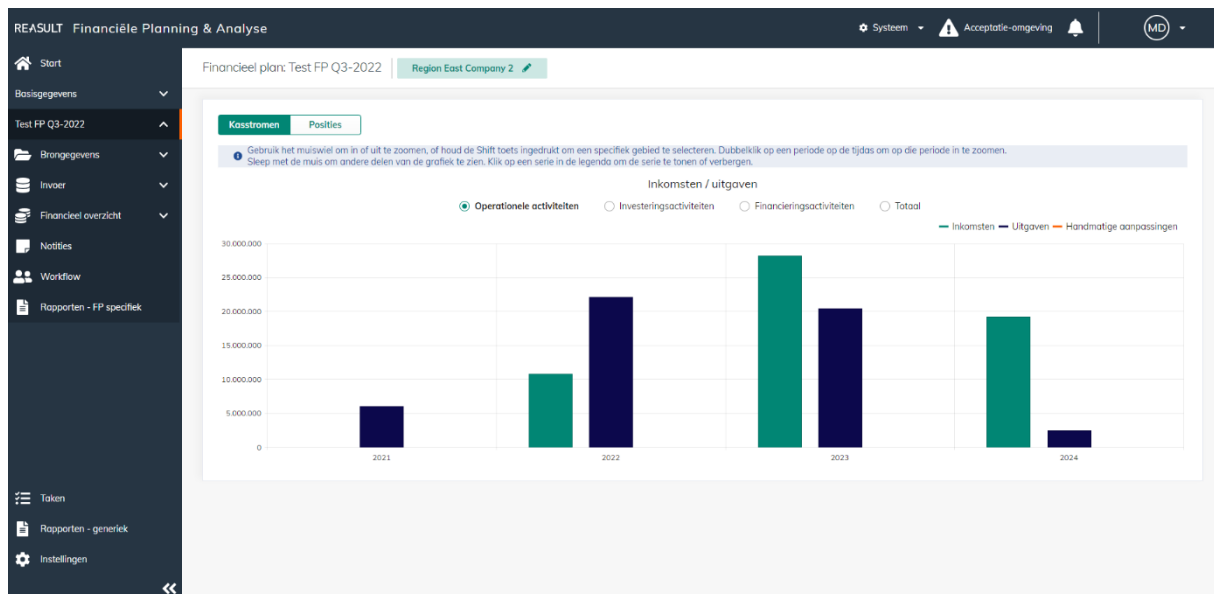 REASULT Financiële Planning & Analyse
Systeem
Acceptatie-omgeving
MD
Start
Basisgegevens
Test FP Q3-2022
Brongegevens
Invoer
Financieel overzicht
Notities
Workflow
Rapporten - FP specifiek
Taken
Rapporten - generiek
Instellingen
Financieel plan: Test FP Q3-2022
Region East Company 2
Kasstromen
Posities
Gebruik het muiswiel om in of uit te zoomen, of houd de Shift toets ingedrukt om een specifiek gebied te selecteren. Dubbelklik op een periode op de tijdas om op die periode in te zoomen.
Sleep met de muis om andere delen van de grafiek te zien. Klik op een serie in de legenda om de serie te tonen of verbergen.
Inkomsten / uitgaven
Operationele activiteiten
Investeringsactiviteiten
Financieringsactiviteiten
Totaal
Inkomsten
Uitgaven
Handmatige aanpassingen
30.000.000
25.000.000
20.000.000
15.000.000
10.000.000
5.000.000
0
2021
2022
2023
2024